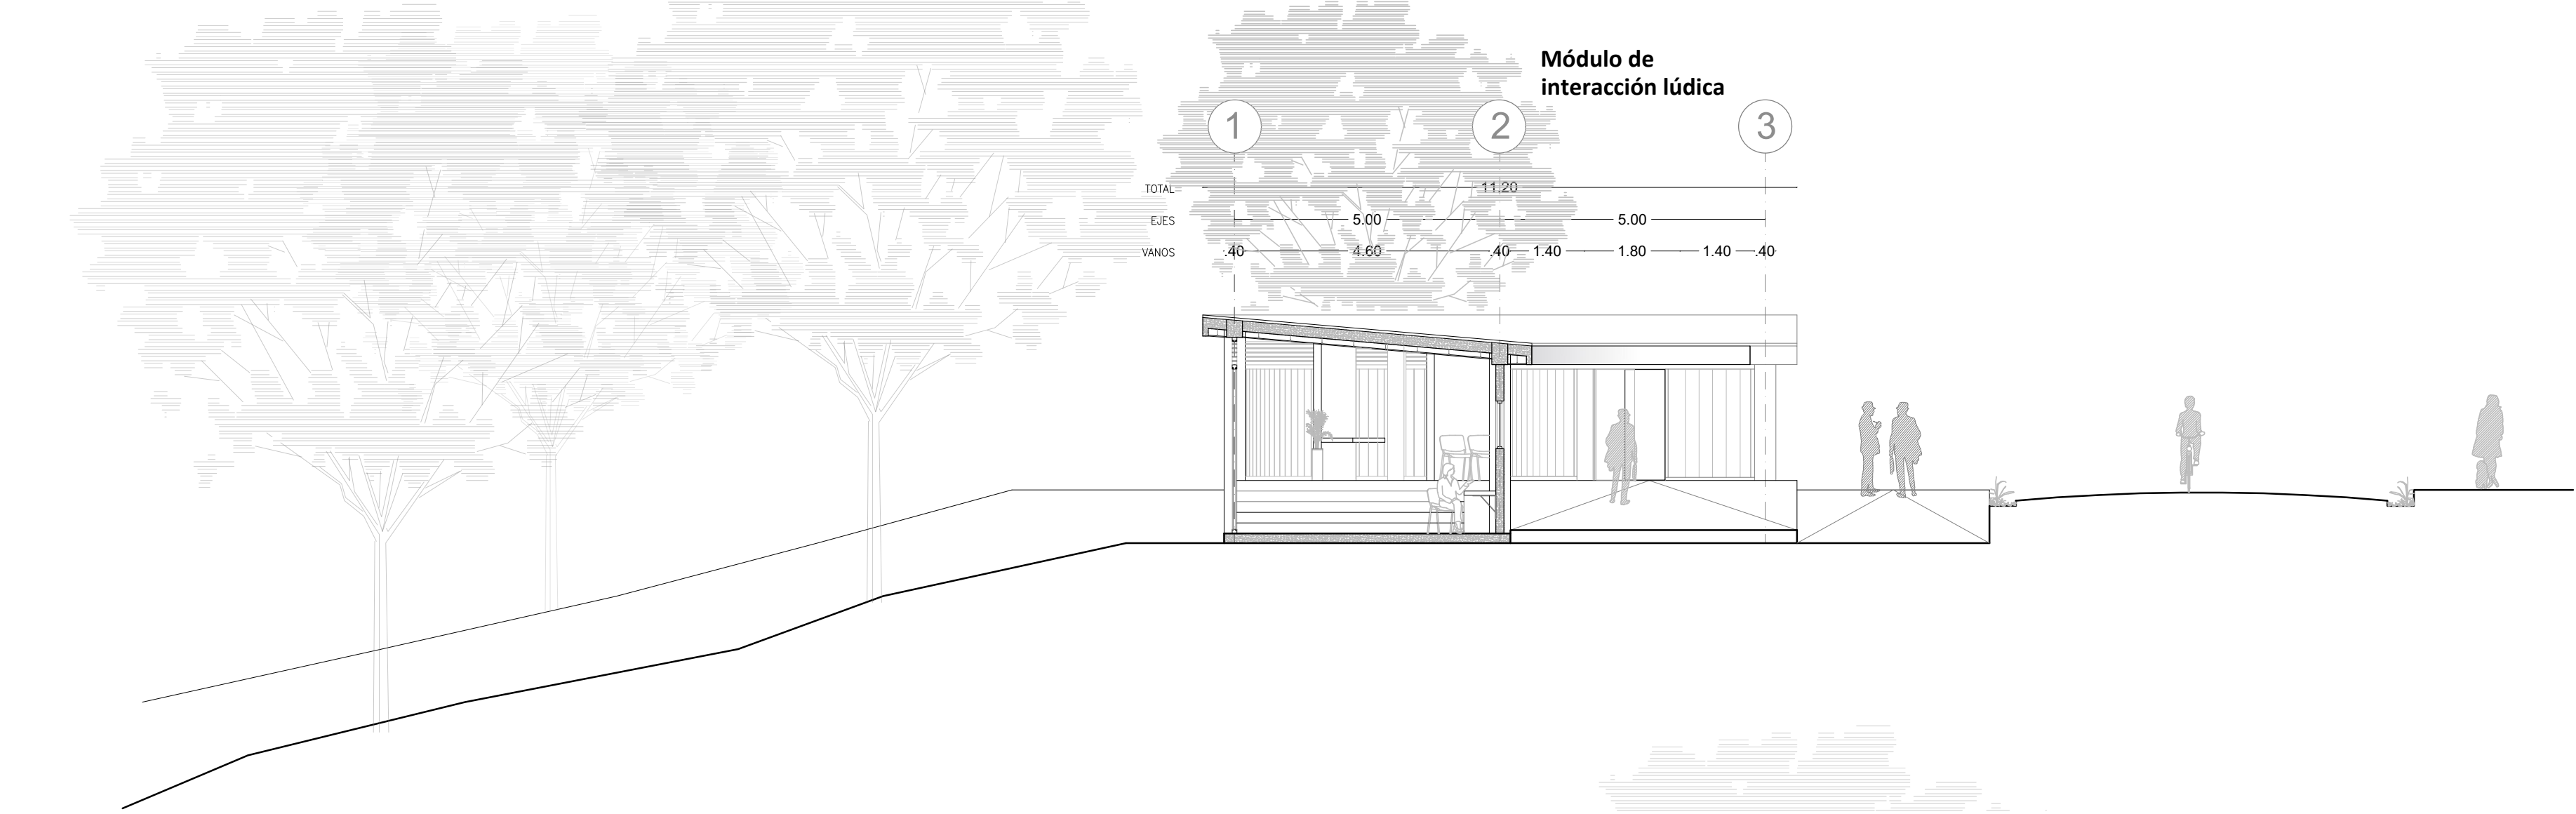 Módulo de
interacción lúdica
1 2 3
TOTAL 11.20
EJES 5.00 5.00
VANOS .40 4.60 .40 1.40 1.80 1.40 .40